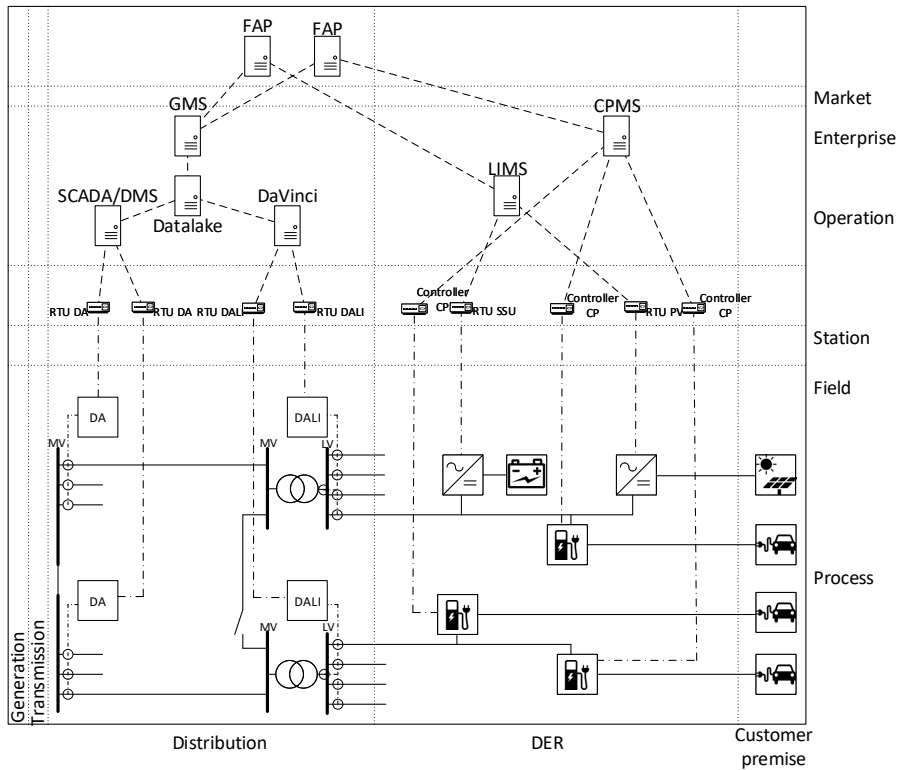 FAP
FAP
Market
GMS
CPMS
Enterprise
LIMS
SCADA/DMS
DaVinci
Datalake
Operation
RTU DA
RTU DA
RTU DALI
RTU DALI
Controller
CP
RTU SSU
Controller
CP
RTU PV
Controller
CP
Station
Field
DA
DALI
MV
MV
LV
DA
DALI
MV
LV
Process
Generation
Transmission
Distribution
DER
Customer
premise